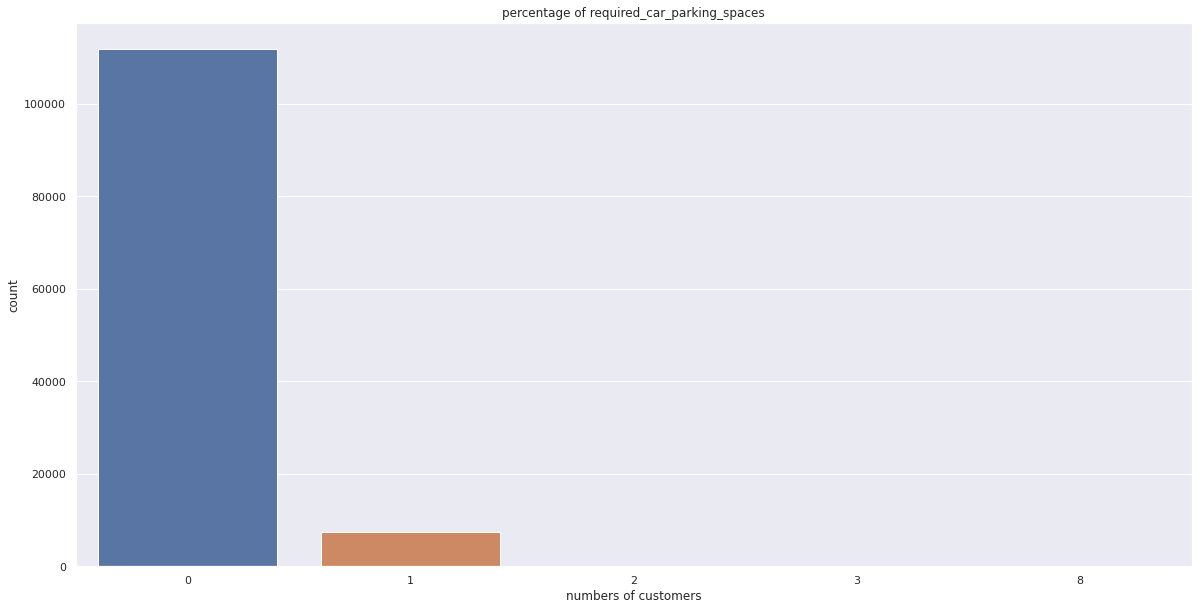 percentage of required_car_parking_spaces
100000
80000
60000
40000
20000
0
count
0 1 2 3 8
numbers of customers